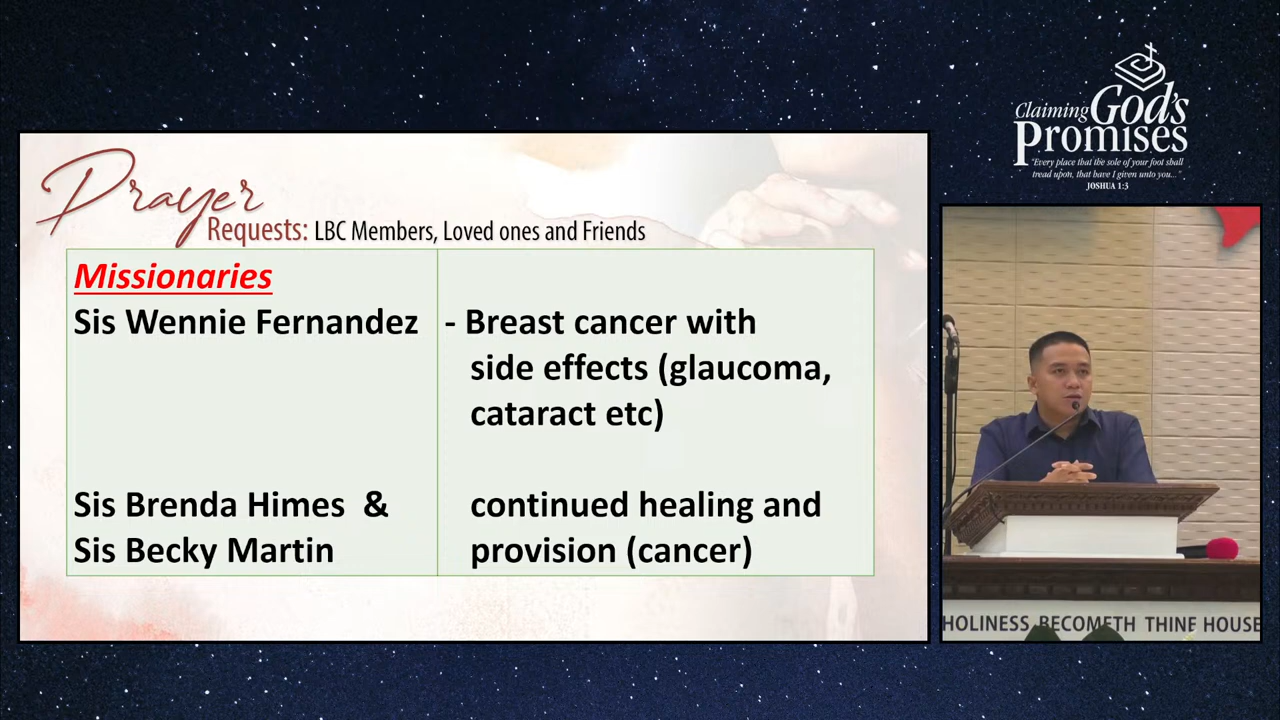 Claiming God's
Promises
"Every place that the sole of your foot shall
tread upon, that have I given unto you..."
JOSHUA 1:3
Prayer
Requests: LBC Members, Loved ones and Friends
Missionaries
Sis Wennie Fernandez - Breast cancer with
side effects (glaucoma,
cataract etc)
Sis Brenda Himes & continued healing and
Sis Becky Martin provision (cancer)
HOLINESS BECOMETH THINE HOUSE